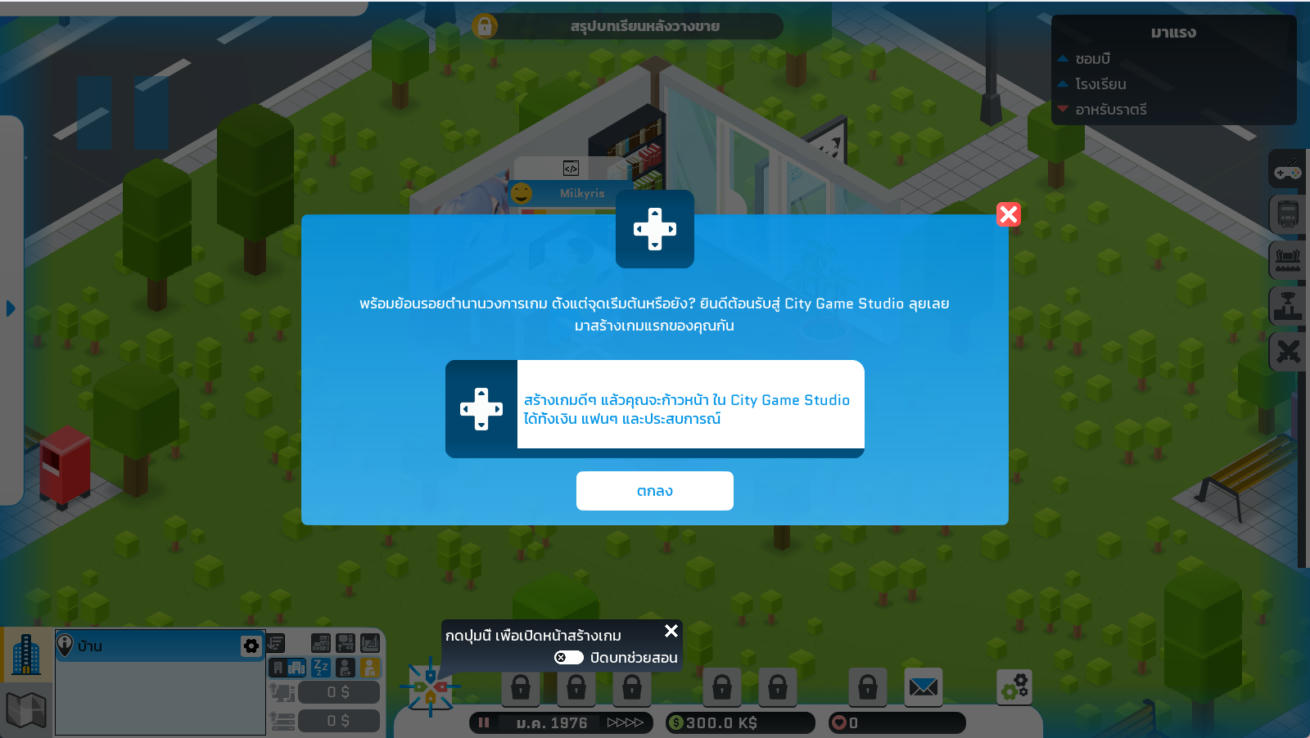 สรุปบทเรียนหลังวางขาย
มาแรง
ซอมบี้
โรงเรียน
อาหรับราตรี
Milkyris
พร้อมย้อนรอยตำนานวงการเกม ตั้งแต่จุดเริ่มต้นหรือยัง? ยินดีต้อนรับสู่ City Game Studio ลุยเลย
มาสร้างเกมแรกของคุณกัน
สร้างเกมดีๆ แล้วคุณจะก้าวหน้า ใน City Game Studio
ได้ทั้งเงิน แฟนๆ และประสบการณ์
ตกลง
กดปุ่มนี้ เพื่อเปิดหน้าสร้างเกม
ปิดบทช่วยสอน
บ้าน
0 $
0 $
ม.ค. 1976
300.0 K$
0